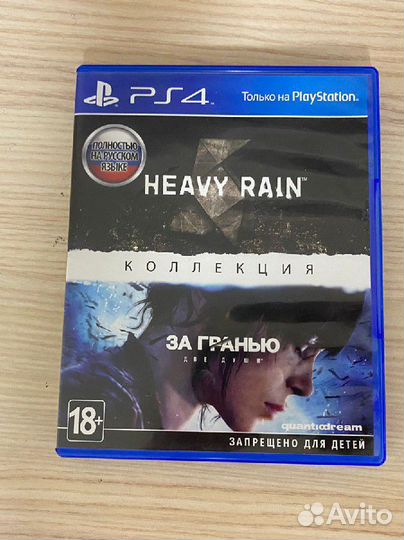 PS4
Только на PlayStation®
ПОЛНОСТЬЮ
НА РУССКОМ
ЯЗЫКЕ
HEAVY RAIN™
КОЛЛЕКЦИЯ
ЗА ГРАНЬЮ
ДВЕ ДУШИ
18+
quanticdream
ЗАПРЕЩЕНО ДЛЯ ДЕТЕЙ
Avito